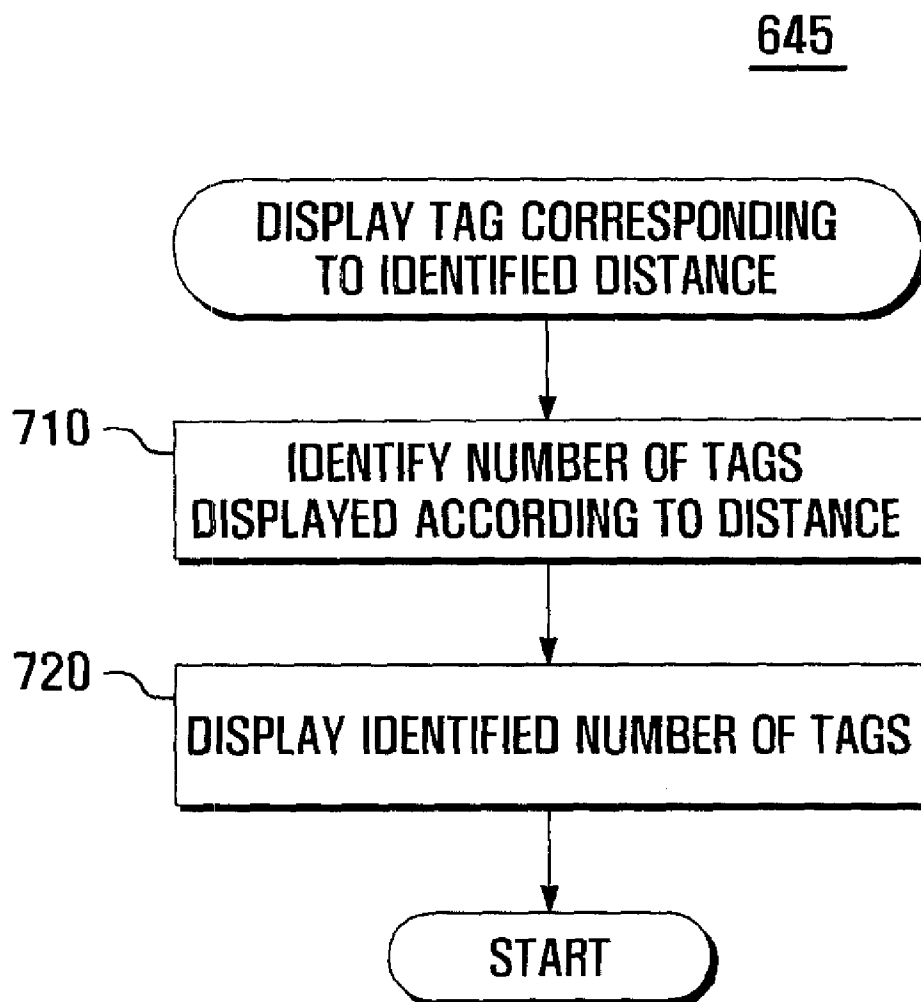 645
DISPLAY TAG CORRESPONDING
TO IDENTIFIED DISTANCE
710
IDENTIFY NUMBER OF TAGS
DISPLAYED ACCORDING TO DISTANCE
720
DISPLAY IDENTIFIED NUMBER OF TAGS
START